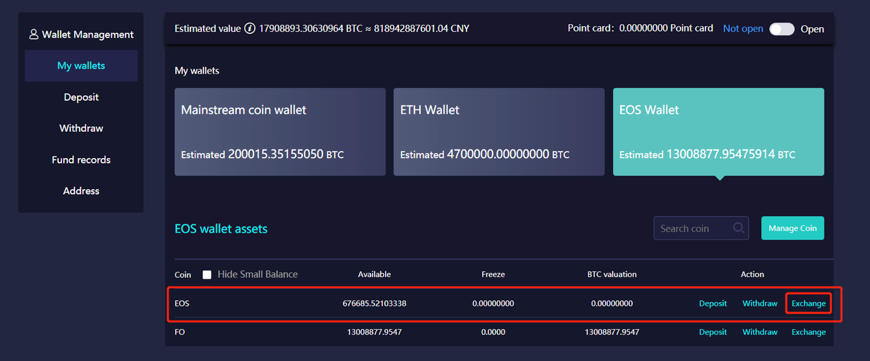 Estimated value 17908893.30630964 BTC ≈ 818942887601.04 CNY
Point card: 0.00000000 Point card Not open Open
Wallet Management
My wallets
Deposit
Withdraw
Fund records
Address
My wallets
Mainstream coin wallet
Estimated 200015.35155050 BTC
ETH Wallet
Estimated 4700000.00000000 BTC
EOS Wallet
Estimated 13008877.95475914 BTC
EOS wallet assets
Search coin
Manage Coin
Coin Hide Small Balance Available Freeze BTC valuation Action
EOS 676685.52103338 0.00000000 0.00000000 Deposit Withdraw Exchange
FO 13008877.9547 0.0000 13008877.9547 Deposit Withdraw Exchange